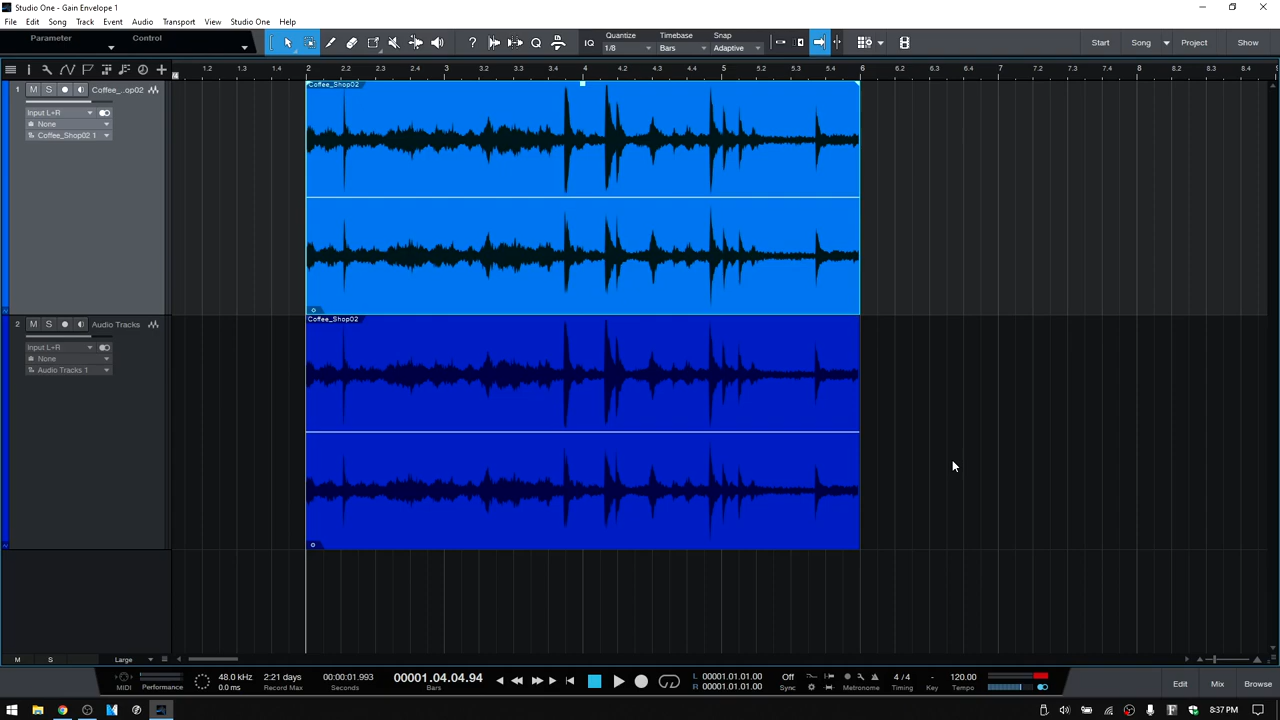 Studio One - Gain Envelope 1
File Edit Song Track Event Audio Transport View Studio One Help
Parameter Control
? IQ Quantize 1/8 Timebase Bars Snap Adaptive
Start Song Project Show
1.2 1.3 1.4 2 2.2 2.3 2.4 3 3.2 3.3 3.4 4 4.2 4.3 4.4 5 5.2 5.3 5.4 6 6.2 6.3 6.4 7 7.2 7.3 7.4 8 8.2 8.3 8.4
1 M S Coffee_...op02
Input L+R
None
Coffee_Shop02 1
Coffee_Shop02
2 M S Audio Tracks
Input L+R
None
Audio Tracks 1
Coffee_Shop02
M S Large
MIDI
Performance
48.0 kHz
0.0 ms
2:21 days
Record Max
00:00:01.993
Seconds
00001.04.04.94
Bars
L 00001.01.01.00
R 00001.01.01.00
Off
Sync
Metronome
4 / 4
Timing
-
Key
120.00
Tempo
Edit Mix Browse
8:37 PM